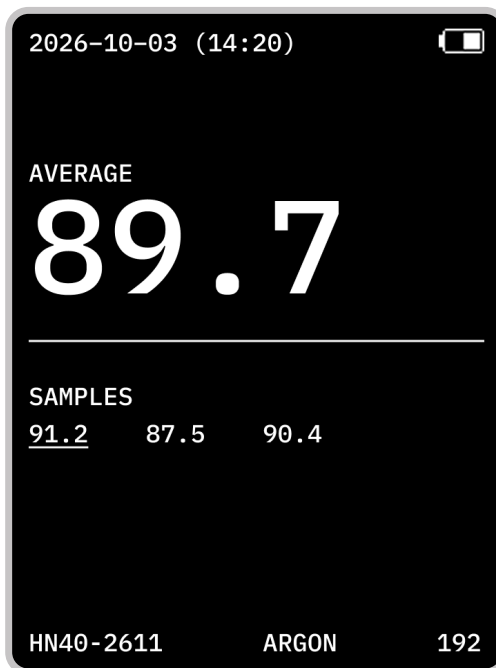 2026-10-03 (14:20)
AVERAGE
89.7
SAMPLES
91.2 87.5 90.4
HN40-2611 ARGON 192